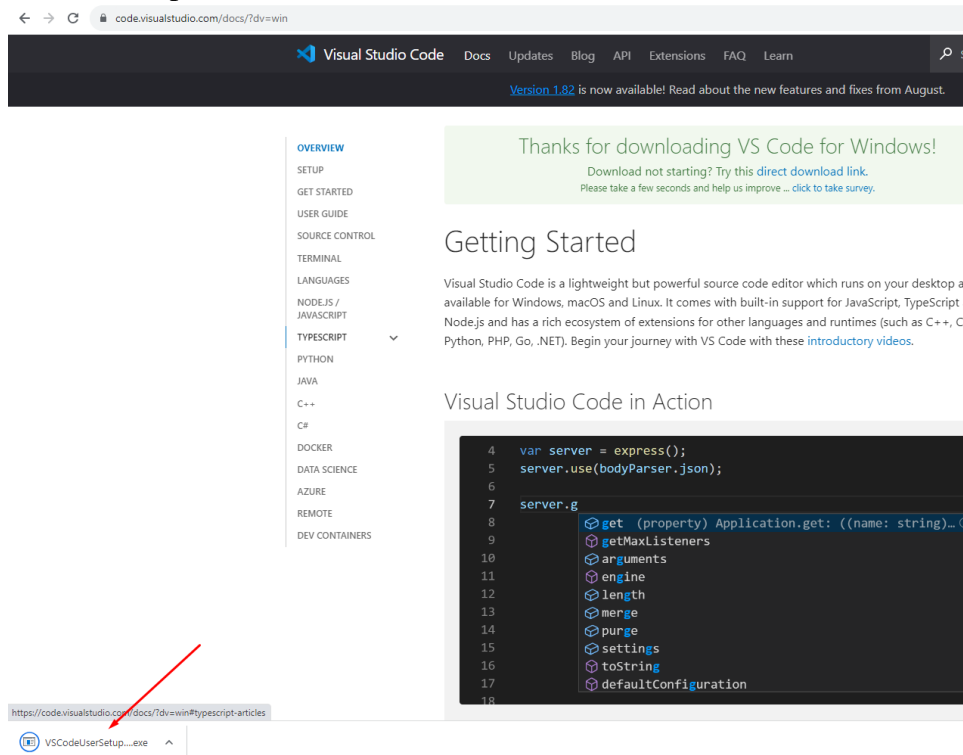 code.visualstudio.com/docs/?dv=win
Visual Studio Code Docs Updates Blog API Extensions FAQ Learn
Version 1.82 is now available! Read about the new features and fixes from August.
OVERVIEW
SETUP
GET STARTED
USER GUIDE
SOURCE CONTROL
TERMINAL
LANGUAGES
NODE.JS /
JAVASCRIPT
TYPESCRIPT
PYTHON
JAVA
C++
C#
DOCKER
DATA SCIENCE
AZURE
REMOTE
DEV CONTAINERS
Thanks for downloading VS Code for Windows!
Download not starting? Try this direct download link.
Please take a few seconds and help us improve ... click to take survey.
Getting Started
Visual Studio Code is a lightweight but powerful source code editor which runs on your desktop a
available for Windows, macOS and Linux. It comes with built-in support for JavaScript, TypeScript
Node.js and has a rich ecosystem of extensions for other languages and runtimes (such as C++, C
Python, PHP, Go, .NET). Begin your journey with VS Code with these introductory videos.
Visual Studio Code in Action
4 var server = express();
5 server.use(bodyParser.json);
6
7 server.g
8 get (property) Application.get: ((name: string)…
9 getMaxListeners
10 arguments
11 engine
12 length
13 merge
14 purge
15 settings
16 toString
17 defaultConfiguration
18
https://code.visualstudio.com/docs/?dv=win#typescript-articles
VSCodeUserSetup....exe